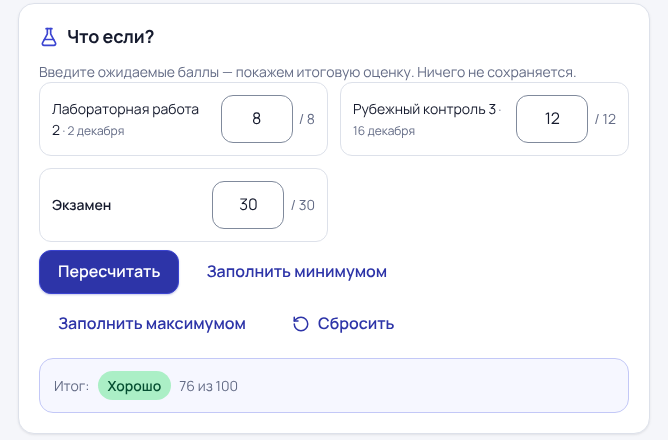 Что если?
Введите ожидаемые баллы — покажем итоговую оценку. Ничего не сохраняется.
Лабораторная работа
2 · 2 декабря
8
/ 8
Рубежный контроль 3 ·
16 декабря
12
/ 12
Экзамен
30
/ 30
Пересчитать
Заполнить минимумом
Заполнить максимумом
Сбросить
Итог: Хорошо 76 из 100